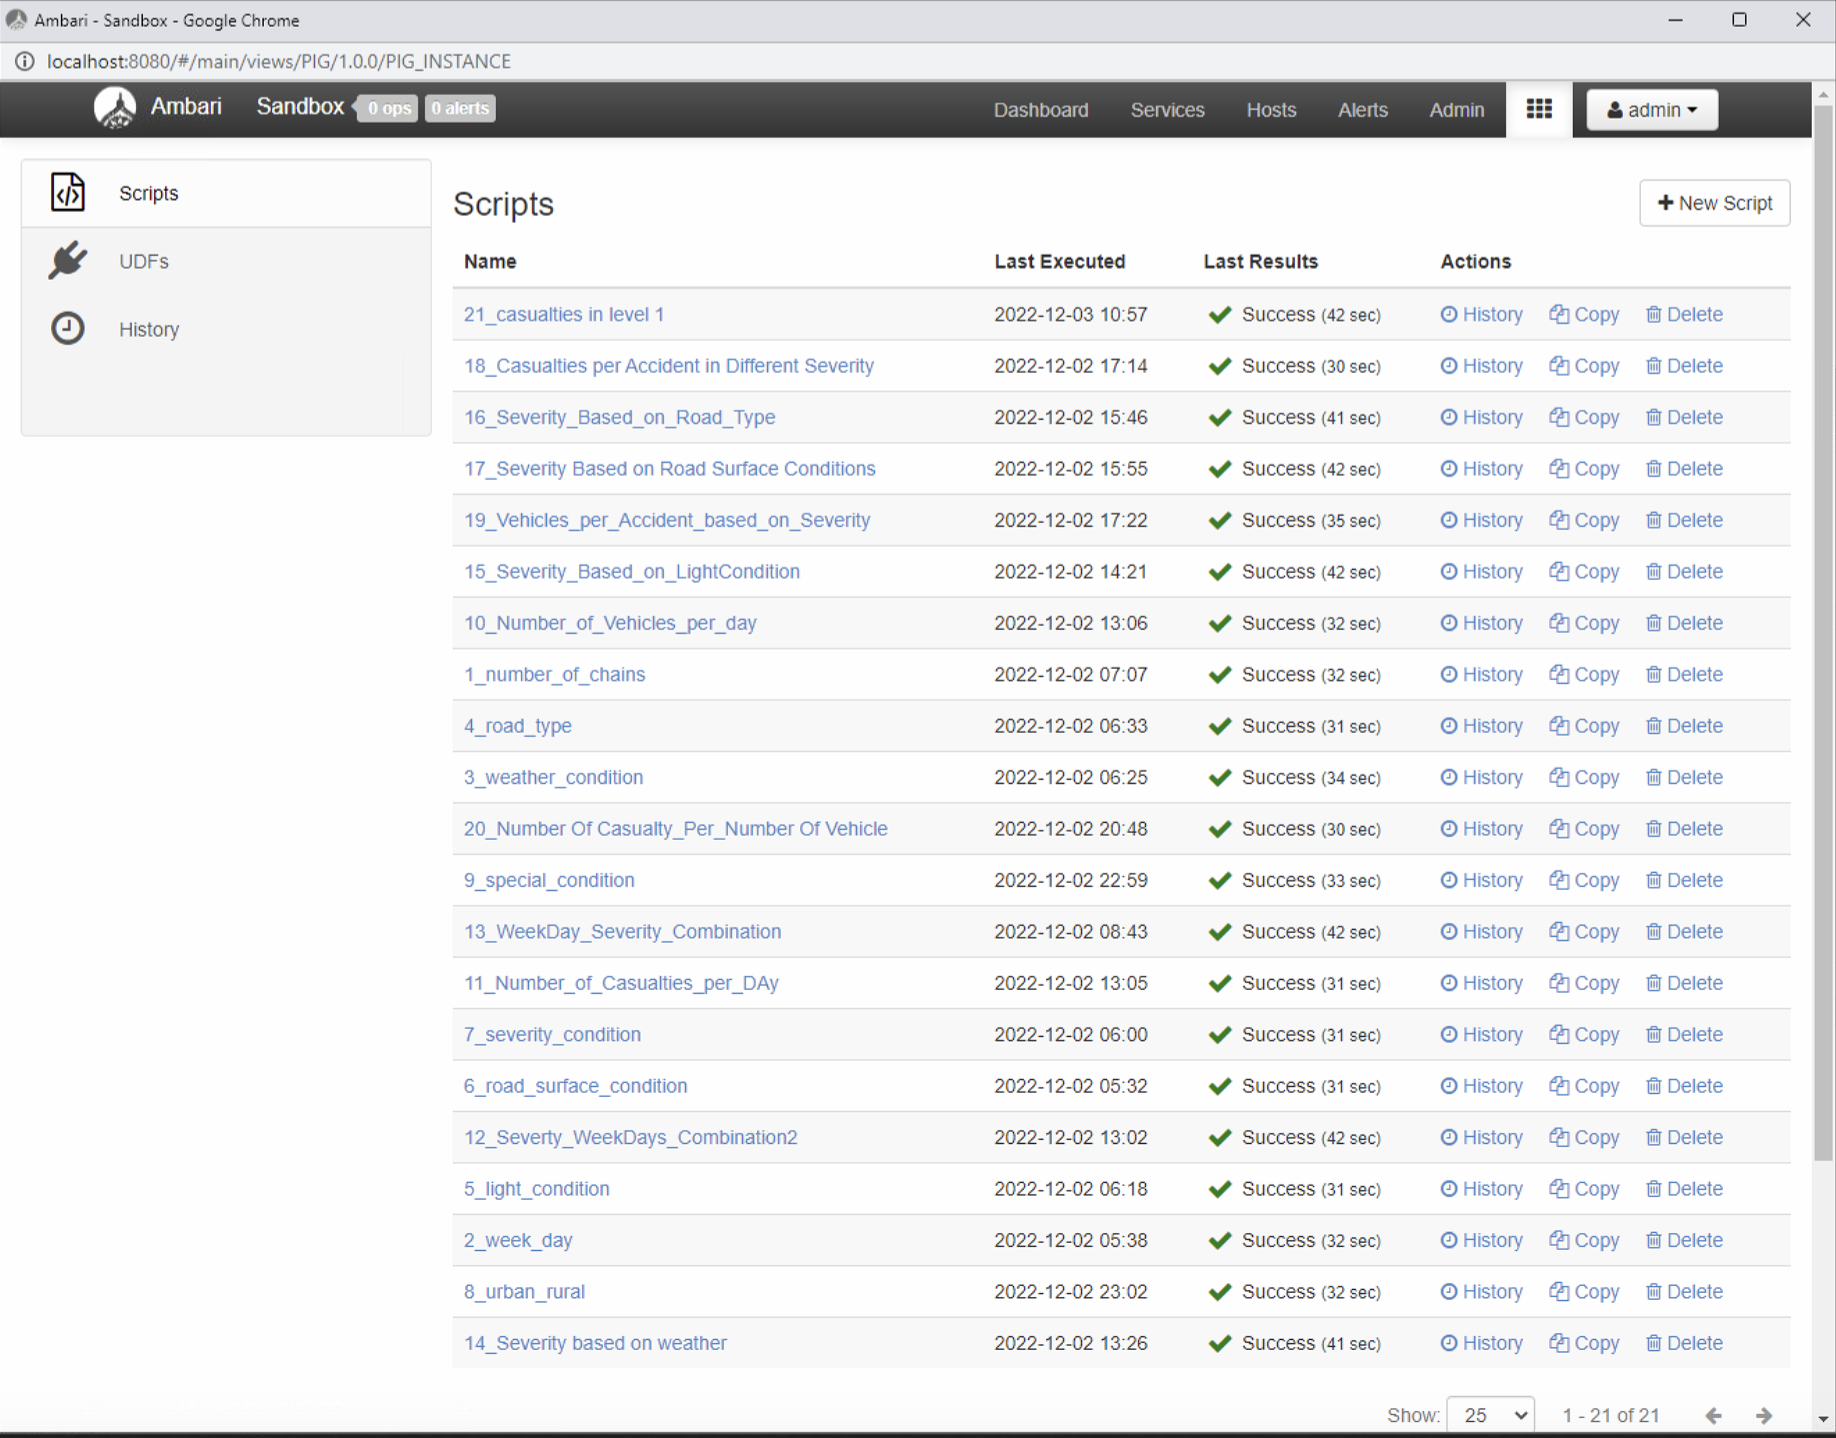 Ambari - Sandbox - Google Chrome
localhost:8080/#/main/views/PIG/1.0.0/PIG_INSTANCE
Ambari Sandbox 0 ops 0 alerts Dashboard Services Hosts Alerts Admin admin
Scripts
UDFs
History
Scripts
New Script
Name Last Executed Last Results Actions
21_casualties in level 1 2022-12-03 10:57 Success (42 sec) History Copy Delete
18_Casualties per Accident in Different Severity 2022-12-02 17:14 Success (30 sec) History Copy Delete
16_Severity_Based_on_Road_Type 2022-12-02 15:46 Success (41 sec) History Copy Delete
17_Severity Based on Road Surface Conditions 2022-12-02 15:55 Success (42 sec) History Copy Delete
19_Vehicles_per_Accident_based_on_Severity 2022-12-02 17:22 Success (35 sec) History Copy Delete
15_Severity_Based_on_LightCondition 2022-12-02 14:21 Success (42 sec) History Copy Delete
10_Number_of_Vehicles_per_day 2022-12-02 13:06 Success (32 sec) History Copy Delete
1_number_of_chains 2022-12-02 07:07 Success (32 sec) History Copy Delete
4_road_type 2022-12-02 06:33 Success (31 sec) History Copy Delete
3_weather_condition 2022-12-02 06:25 Success (34 sec) History Copy Delete
20_Number Of Casualty_Per_Number Of Vehicle 2022-12-02 20:48 Success (30 sec) History Copy Delete
9_special_condition 2022-12-02 22:59 Success (33 sec) History Copy Delete
13_WeekDay_Severity_Combination 2022-12-02 08:43 Success (42 sec) History Copy Delete
11_Number_of_Casualties_per_DAy 2022-12-02 13:05 Success (31 sec) History Copy Delete
7_severity_condition 2022-12-02 06:00 Success (31 sec) History Copy Delete
6_road_surface_condition 2022-12-02 05:32 Success (31 sec) History Copy Delete
12_Severty_WeekDays_Combination2 2022-12-02 13:02 Success (42 sec) History Copy Delete
5_light_condition 2022-12-02 06:18 Success (31 sec) History Copy Delete
2_week_day 2022-12-02 05:38 Success (32 sec) History Copy Delete
8_urban_rural 2022-12-02 23:02 Success (32 sec) History Copy Delete
14_Severity based on weather 2022-12-02 13:26 Success (41 sec) History Copy Delete
Show: 25 1 - 21 of 21